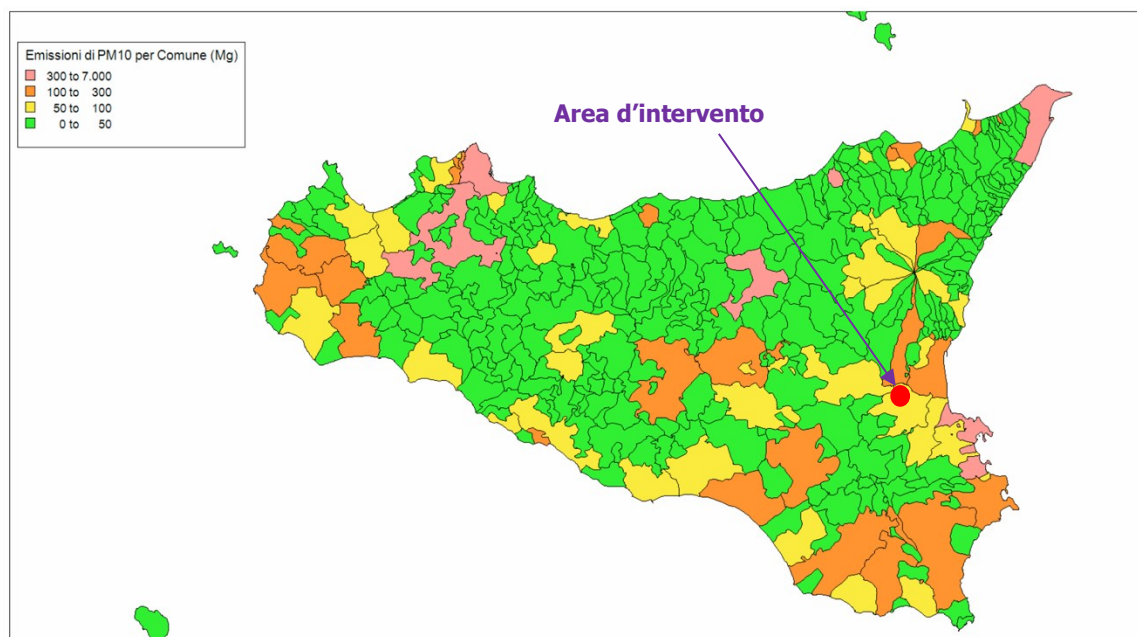 Emissioni di PM10 per Comune (Mg)
300 to 7.000
100 to 300
50 to 100
0 to 50
Area d’intervento